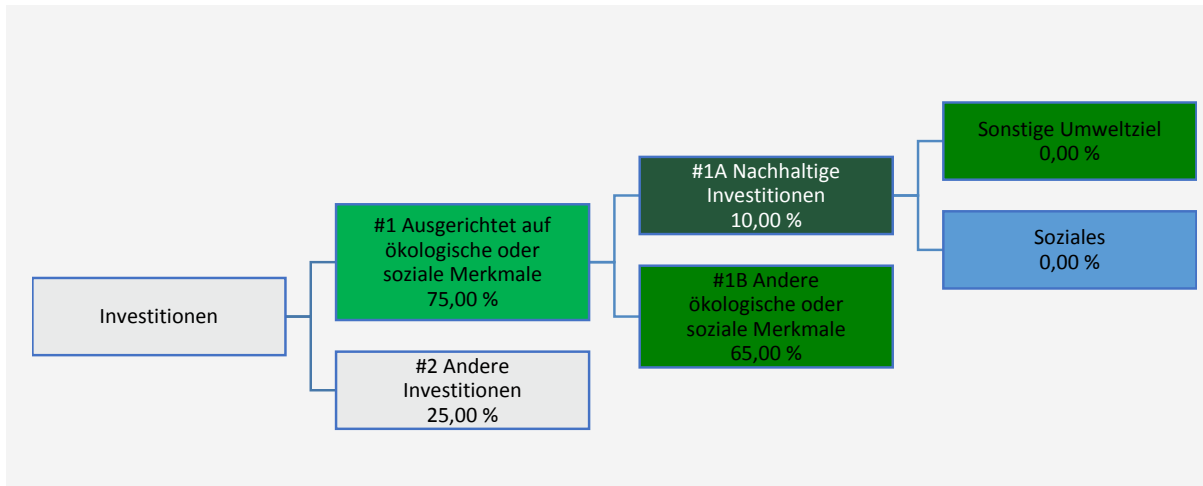 Investitionen
#1 Ausgerichtet auf
ökologische oder
soziale Merkmale
75,00 %
#2 Andere
Investitionen
25,00 %
#1A Nachhaltige
Investitionen
10,00 %
#1B Andere
ökologische oder
soziale Merkmale
65,00 %
Sonstige Umweltziel
0,00 %
Soziales
0,00 %